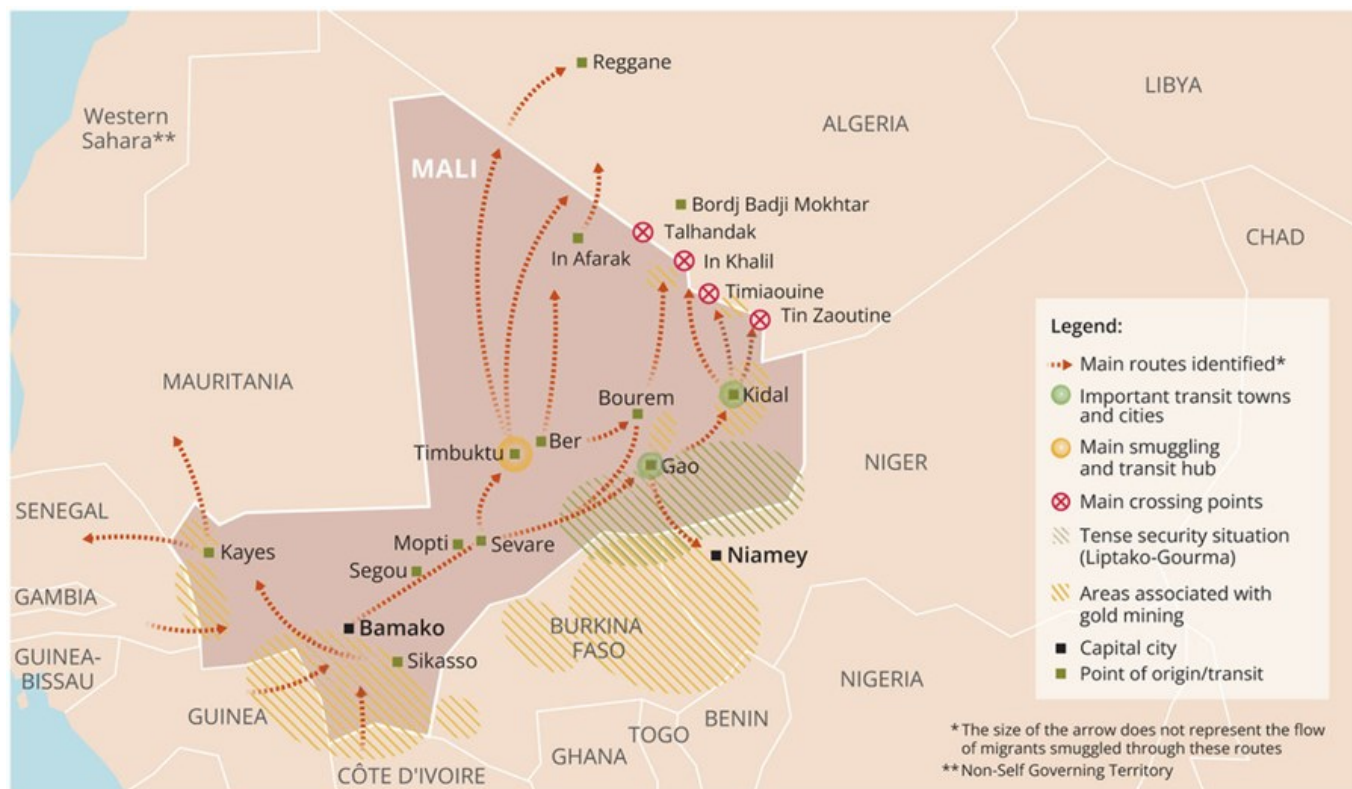 Reggane
LIBYA
Western
Sahara**
ALGERIA
MALI
Bordj Badji Mokhtar
Talhandak
CHAD
In Afarak
In Khalil
Timiaouine
Tin Zaoutine
MAURITANIA
Bourem
Kidal
Timbuktu
Ber
Gao
NIGER
SENEGAL
Kayes
Mopti
Sevare
Niamey
Segou
GAMBIA
Bamako
BURKINA
FASO
GUINEA-
BISSAU
Sikasso
NIGERIA
GUINEA
BENIN
TOGO
GHANA
CÔTE D'IVOIRE
Legend:
Main routes identified*
Important transit towns
and cities
Main smuggling
and transit hub
Main crossing points
Tense security situation
(Liptako-Gourma)
Areas associated with
gold mining
Capital city
Point of origin/transit
* The size of the arrow does not represent the flow
of migrants smuggled through these routes
**Non-Self Governing Territory